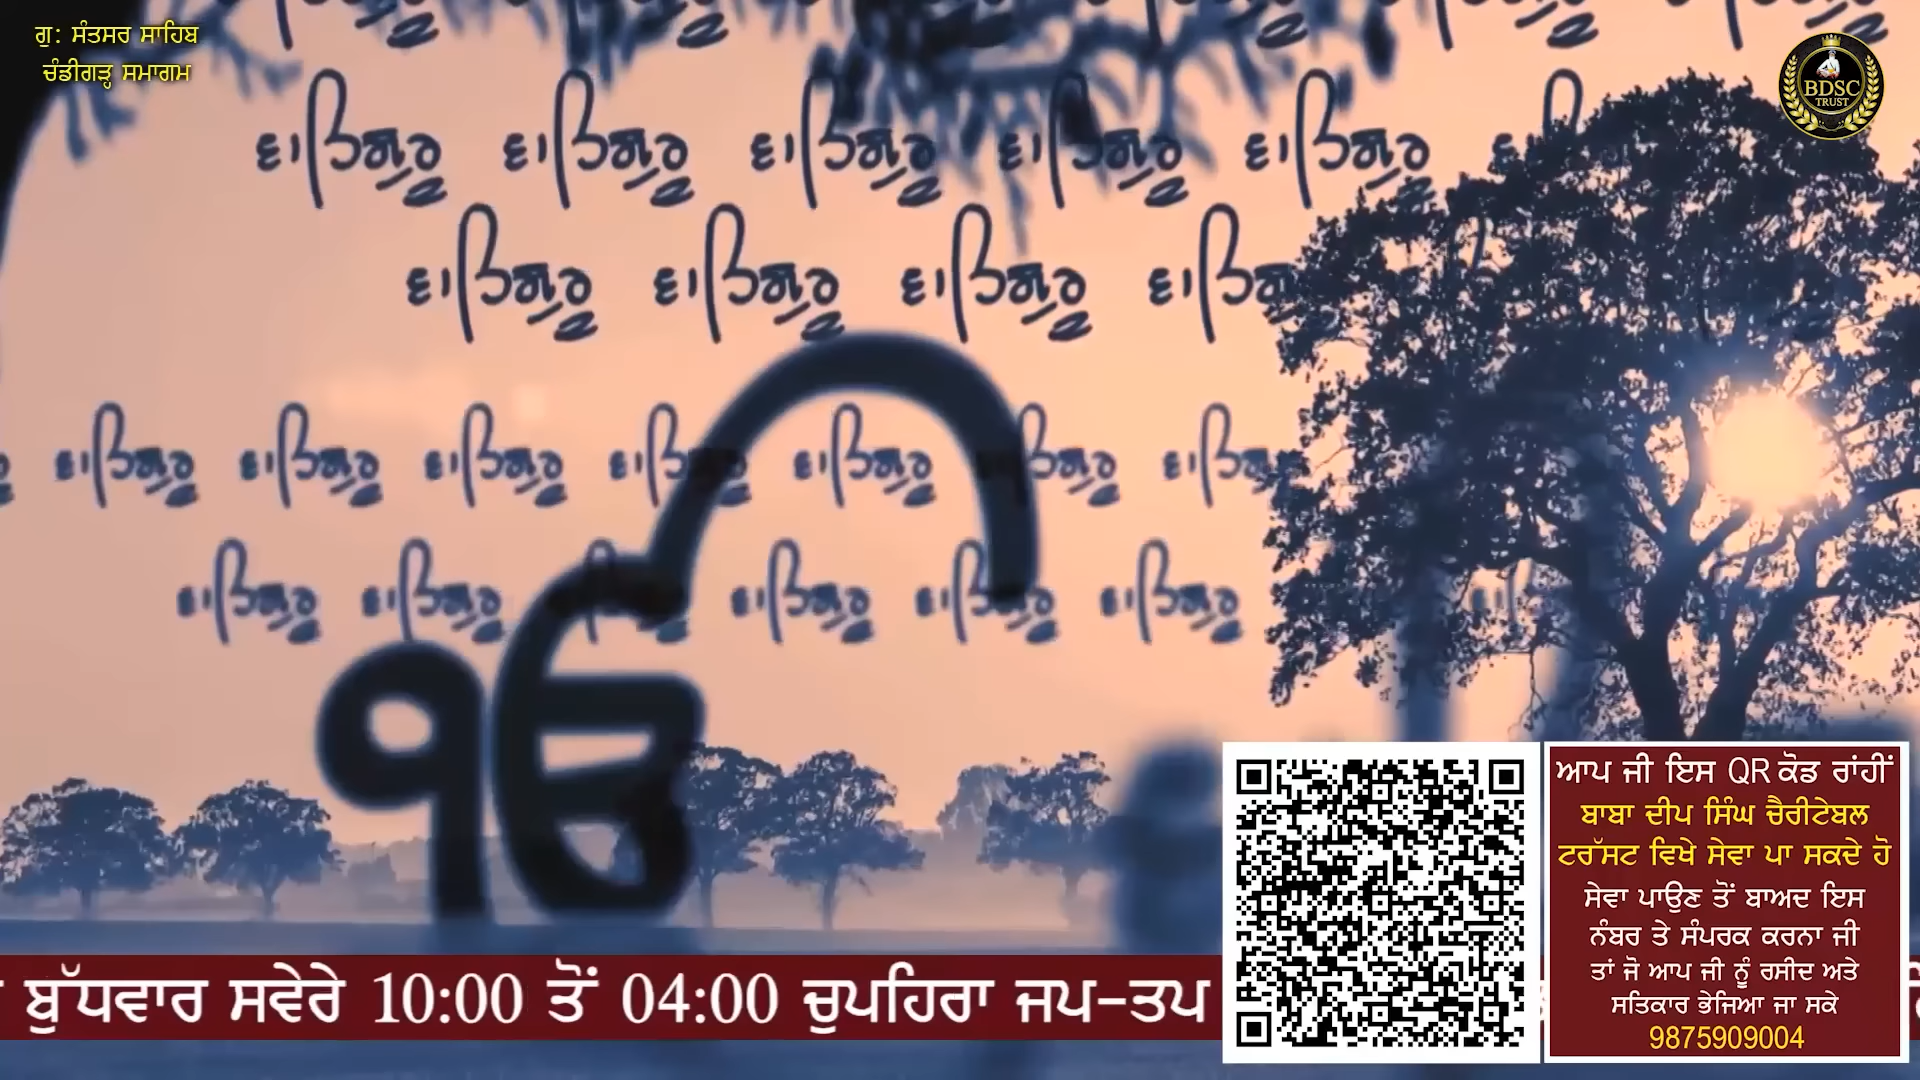 ਗੁ: ਸੰਤਸਰ ਸਾਹਿਬ
ਚੰਡੀਗੜ੍ਹ ਸਮਾਗਮ
BDSC
TRUST
ਵਾਹਿਗੁਰੂ ਵਾਹਿਗੁਰੂ ਵਾਹਿਗੁਰੂ ਵਾਹਿਗੁਰੂ ਵਾਹਿਗੁਰੂ
ਵਾਹਿਗੁਰੂ ਵਾਹਿਗੁਰੂ ਵਾਹਿਗੁਰੂ ਵਾਹਿਗੁਰੂ
ਵਾਹਿਗੁਰੂ ਵਾਹਿਗੁਰੂ ਵਾਹਿਗੁਰੂ ਵਾਹਿਗੁਰੂ ਵਾਹਿਗੁਰੂ ਵਾਹਿਗੁਰੂ ਵਾਹਿਗੁਰੂ
ਵਾਹਿਗੁਰੂ ਵਾਹਿਗੁਰੂ ਵਾਹਿਗੁਰੂ ਵਾਹਿਗੁਰੂ ਵਾਹਿਗੁਰੂ ਵਾਹਿਗੁਰੂ
ੴ
ਆਪ ਜੀ ਇਸ QR ਕੋਡ ਰਾਂਹੀਂ
ਬਾਬਾ ਦੀਪ ਸਿੰਘ ਚੈਰੀਟੇਬਲ
ਟਰੱਸਟ ਵਿਖੇ ਸੇਵਾ ਪਾ ਸਕਦੇ ਹੋ
ਸੇਵਾ ਪਾਉਣ ਤੋਂ ਬਾਅਦ ਇਸ
ਨੰਬਰ ਤੇ ਸੰਪਰਕ ਕਰਨਾ ਜੀ
ਤਾਂ ਜੋ ਆਪ ਜੀ ਨੂੰ ਰਸੀਦ ਅਤੇ
ਸਤਿਕਾਰ ਭੇਜਿਆ ਜਾ ਸਕੇ
9875909004
ਬੁੱਧਵਾਰ ਸਵੇਰੇ 10:00 ਤੋਂ 04:00 ਚੁਪਹਿਰਾ ਜਪ-ਤਪ